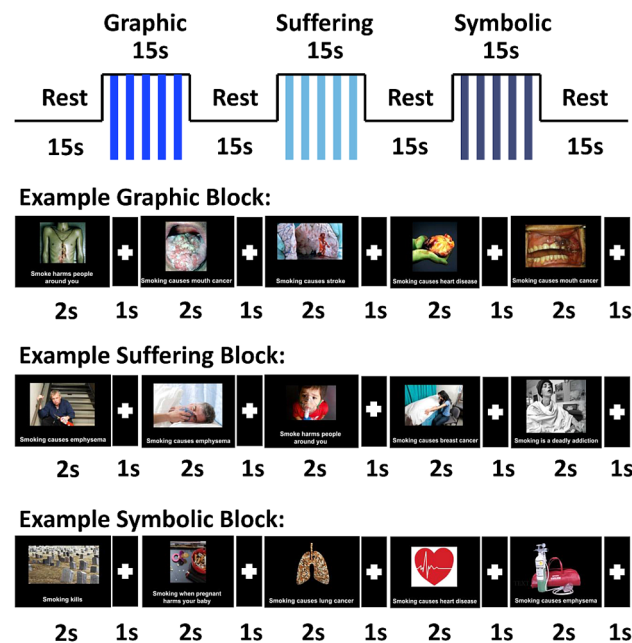 Graphic Suffering Symbolic
15s 15s 15s
Rest Rest Rest Rest
15s 15s 15s 15s
Example Graphic Block:
Smoke harms people
around you
Smoking causes mouth cancer
Smoking causes stroke
Smoking causes heart disease
Smoking causes mouth cancer
2s 1s 2s 1s 2s 1s 2s 1s 2s 1s
Example Suffering Block:
Smoking causes emphysema
Smoking causes emphysema
Smoke harms people
around you
Smoking causes breast cancer
Smoking is a deadly addiction
2s 1s 2s 1s 2s 1s 2s 1s 2s 1s
Example Symbolic Block:
Smoking kills
Smoking when pregnant
harms your baby
Smoking causes lung cancer
Smoking causes heart disease
Smoking causes emphysema
2s 1s 2s 1s 2s 1s 2s 1s 2s 1s